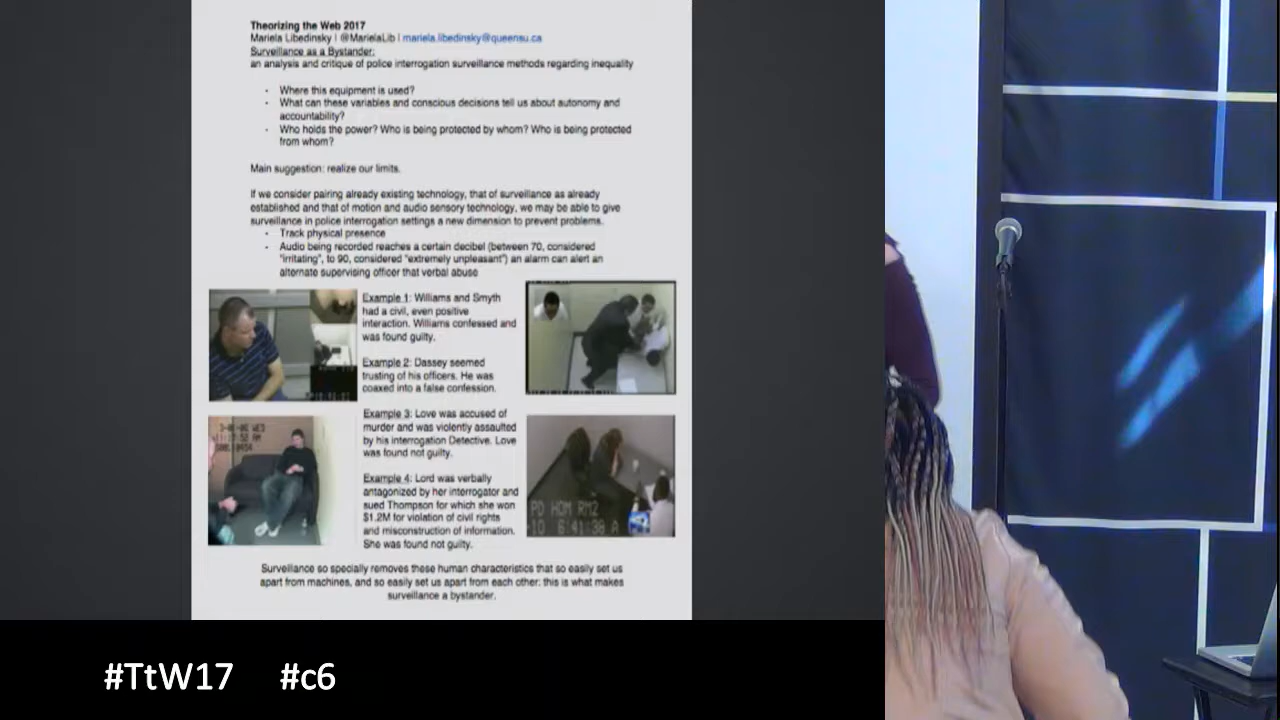 Theorizing the Web 2017
Mariela Libedinsky | @MarielaLib | mariela.libedinsky@queensu.ca
Surveillance as a Bystander:
an analysis and critique of police interrogation surveillance methods regarding inequality
- Where this equipment is used?
- What can these variables and conscious decisions tell us about autonomy and
accountability?
- Who holds the power? Who is being protected by whom? Who is being protected
from whom?
Main suggestion: realize our limits.
If we consider pairing already existing technology, that of surveillance as already
established and that of motion and audio sensory technology, we may be able to give
surveillance in police interrogation settings a new dimension to prevent problems.
- Track physical presence
- Audio being recorded reaches a certain decibel (between 70, considered
"irritating", to 90, considered "extremely unpleasant") an alarm can alert an
alternate supervising officer that verbal abuse
Example 1: Williams and Smyth
had a civil, even positive
interaction. Williams confessed and
was found guilty.
Example 2: Dassey seemed
trusting of his officers. He was
coaxed into a false confession.
Example 3: Love was accused of
murder and was violently assaulted
by his interrogation Detective. Love
was found not guilty.
Example 4: Lord was verbally
antagonized by her interrogator and
sued Thompson for which she won
$1.2M for violation of civil rights
and misconstruction of information.
She was found not guilty.
PD HOM RM2
10 6:41:38 A
Surveillance so specially removes these human characteristics that so easily set us
apart from machines, and so easily set us apart from each other: this is what makes
surveillance a bystander.
#TtW17 #c6